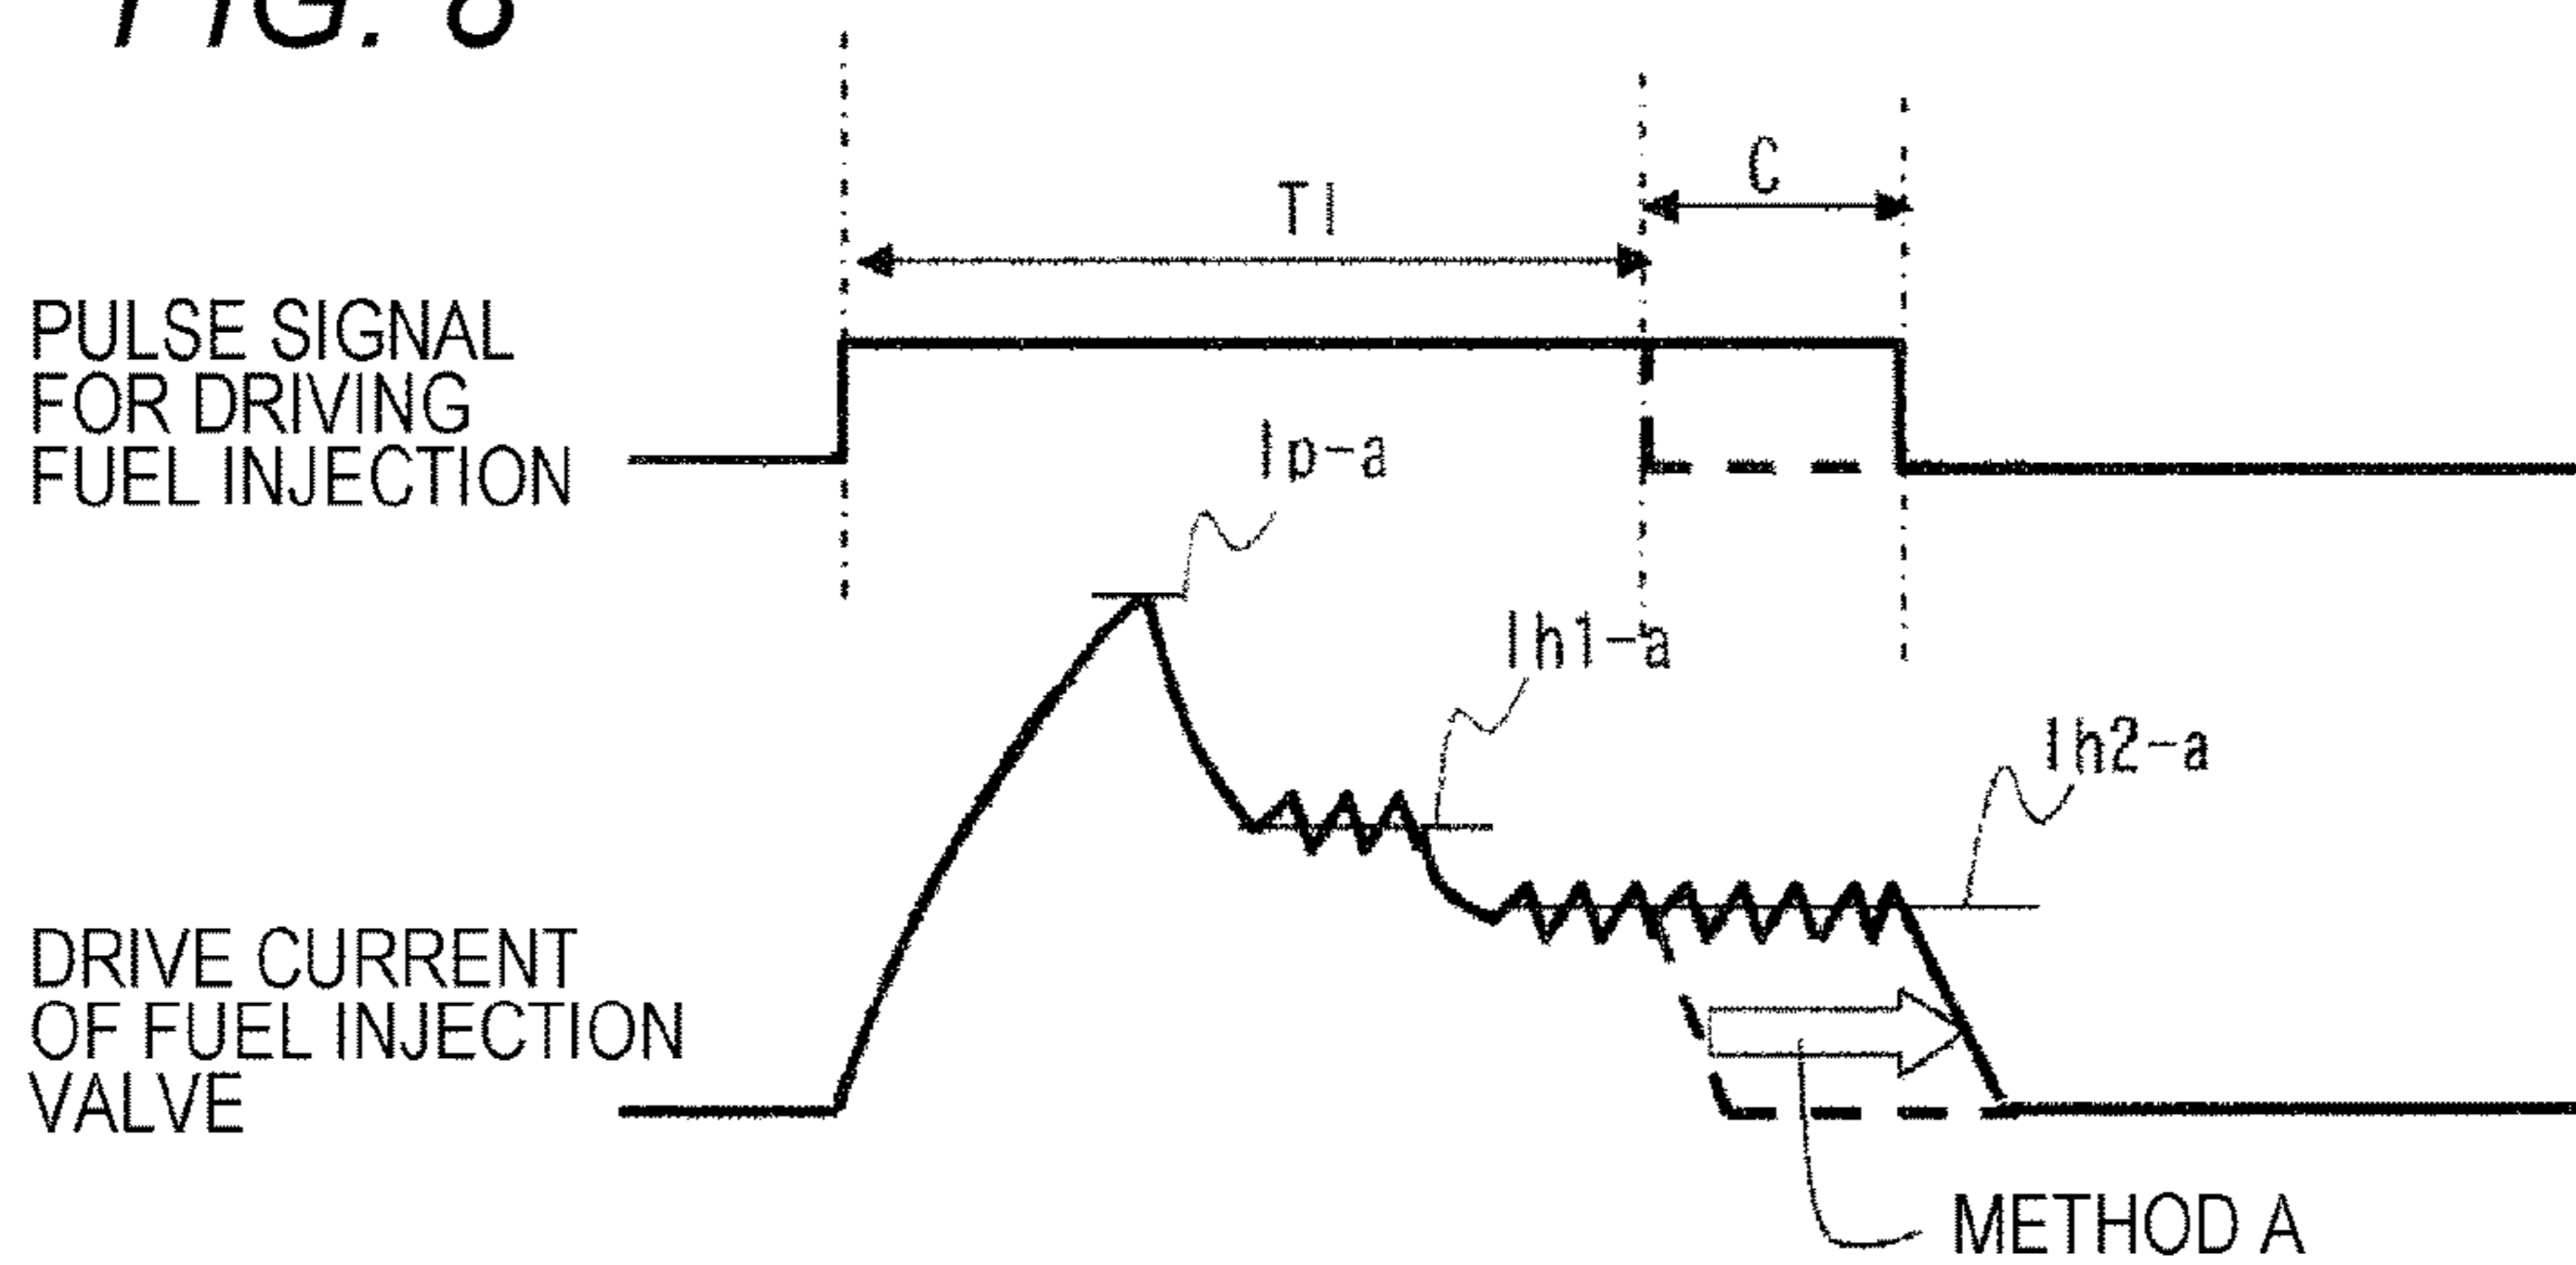 FIG. 8
TI
C
PULSE SIGNAL
FOR DRIVING
FUEL INJECTION
Ip-a
Ih1-a
Ih2-a
DRIVE CURRENT
OF FUEL INJECTION
VALVE
METHOD A